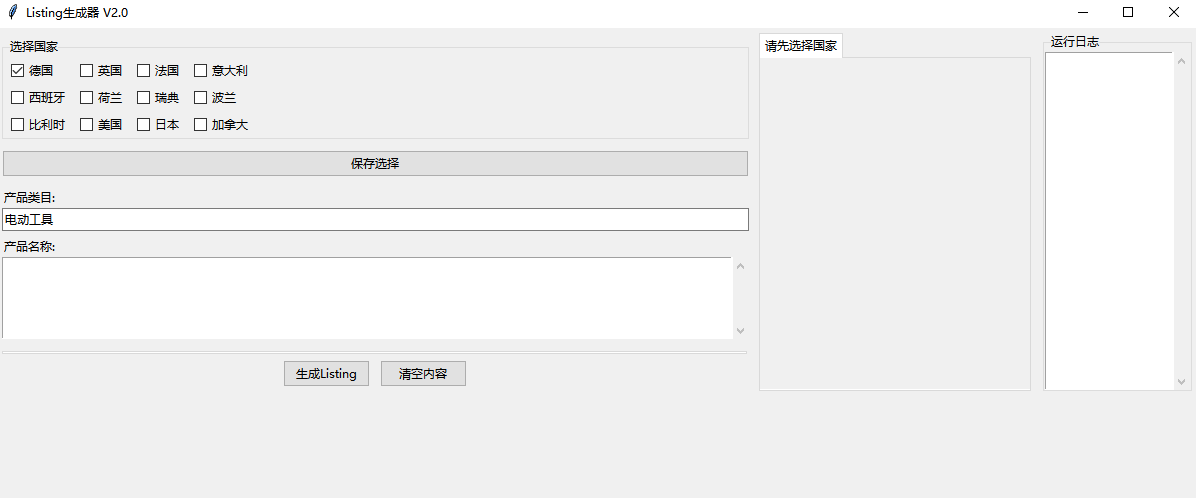 Listing生成器 V2.0
选择国家
德国 英国 法国 意大利
西班牙 荷兰 瑞典 波兰
比利时 美国 日本 加拿大
保存选择
产品类目:
电动工具
产品名称:
生成Listing 清空内容
请先选择国家
运行日志